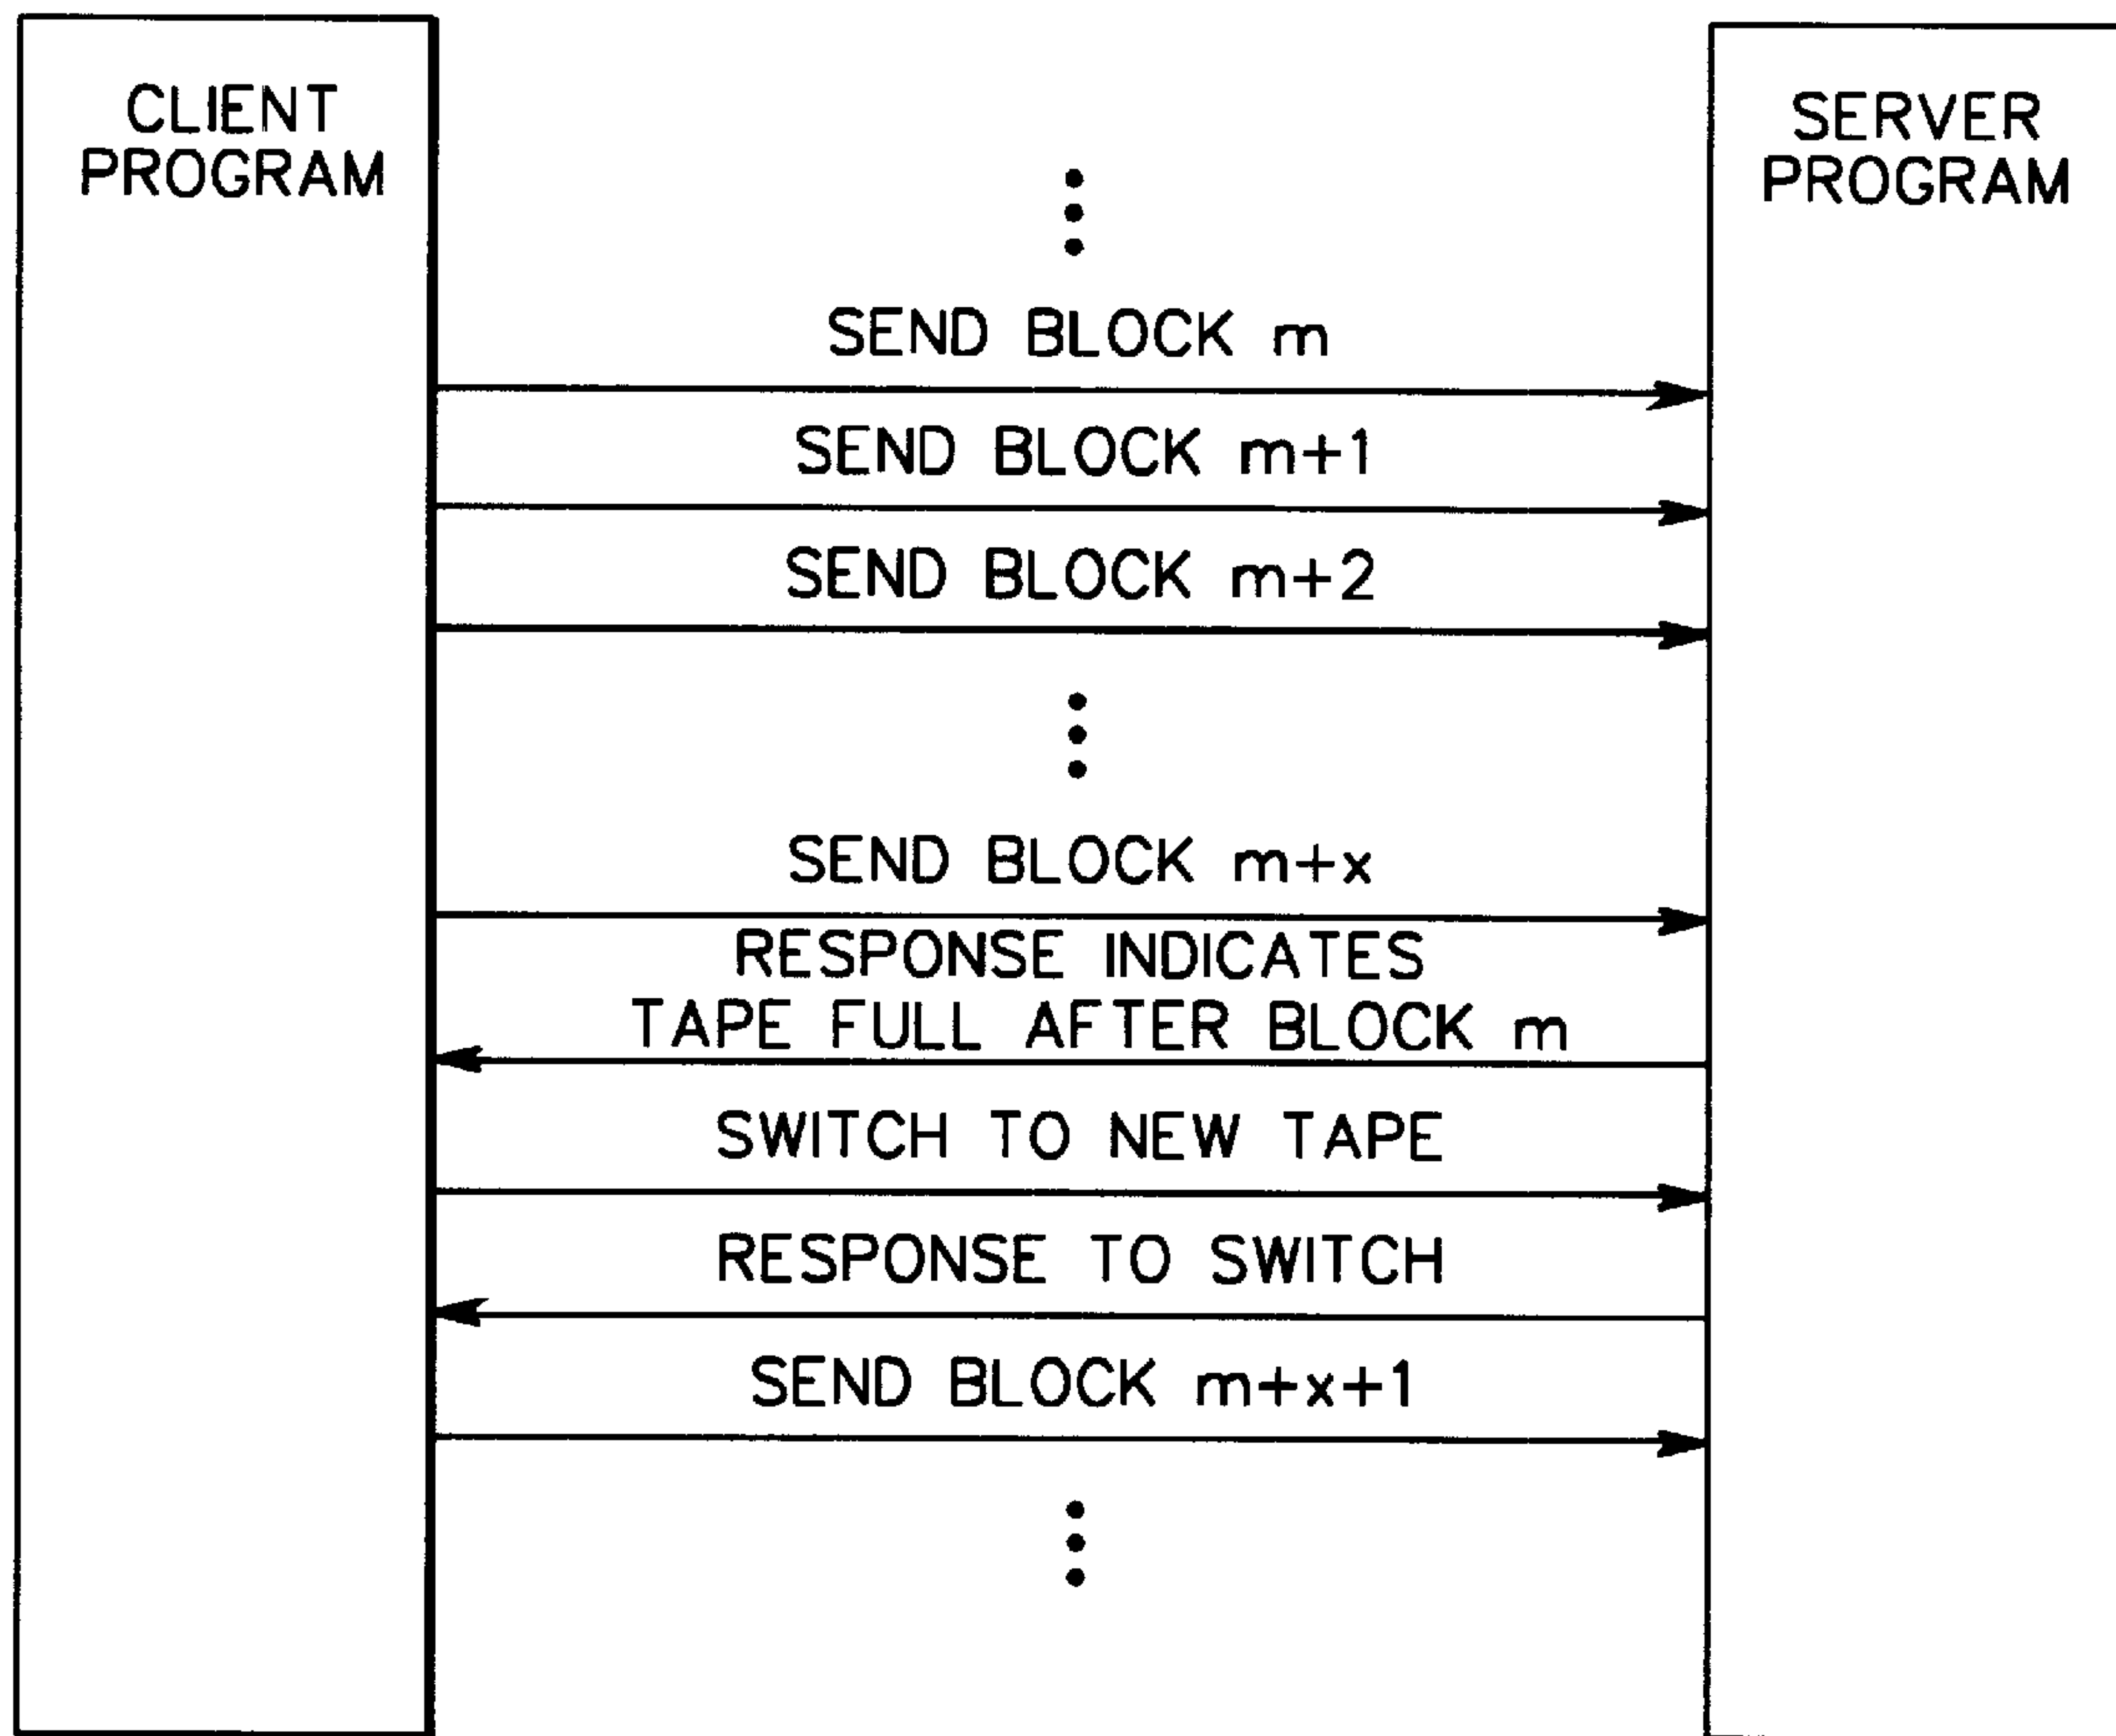 CLIENT
PROGRAM
SERVER
PROGRAM
SEND BLOCK m
SEND BLOCK m+1
SEND BLOCK m+2
SEND BLOCK m+x
RESPONSE INDICATES
TAPE FULL AFTER BLOCK m
SWITCH TO NEW TAPE
RESPONSE TO SWITCH
SEND BLOCK m+x+1